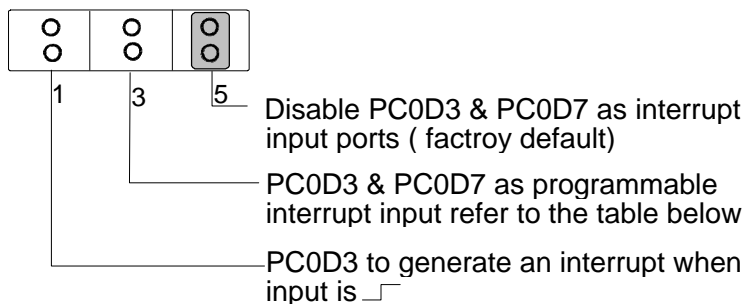 1 3 5
Disable PC0D3 & PC0D7 as interrupt
input ports ( factroy default)
PC0D3 & PC0D7 as programmable
interrupt input refer to the table below
PC0D3 to generate an interrupt when
input is